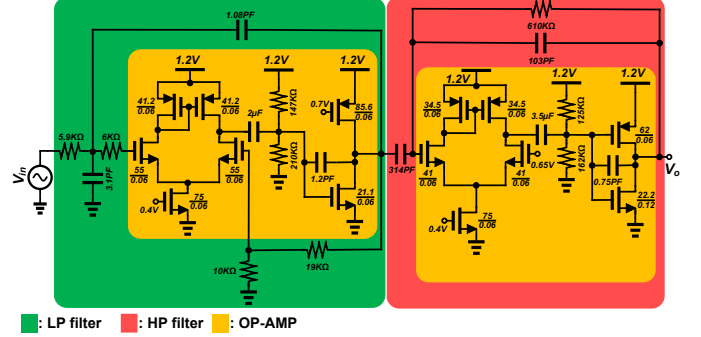 1.08PF
610KΩ
103PF
1.2V
1.2V
1.2V
1.2V
1.2V
1.2V
41.2
0.06
41.2
0.06
2μF
147KΩ
0.7V
85.6
0.06
34.5
0.06
34.5
0.06
3.5μF
125KΩ
62
0.06
5.9KΩ
6KΩ
Vin
3.1PF
55
0.06
55
0.06
210KΩ
1.2PF
21.1
0.06
314PF
41
0.06
41
0.06
0.65V
162KΩ
0.75PF
22.2
0.12
Vo
0.4V
75
0.06
0.4V
75
0.06
10KΩ
19KΩ
: LP filter : HP filter : OP-AMP